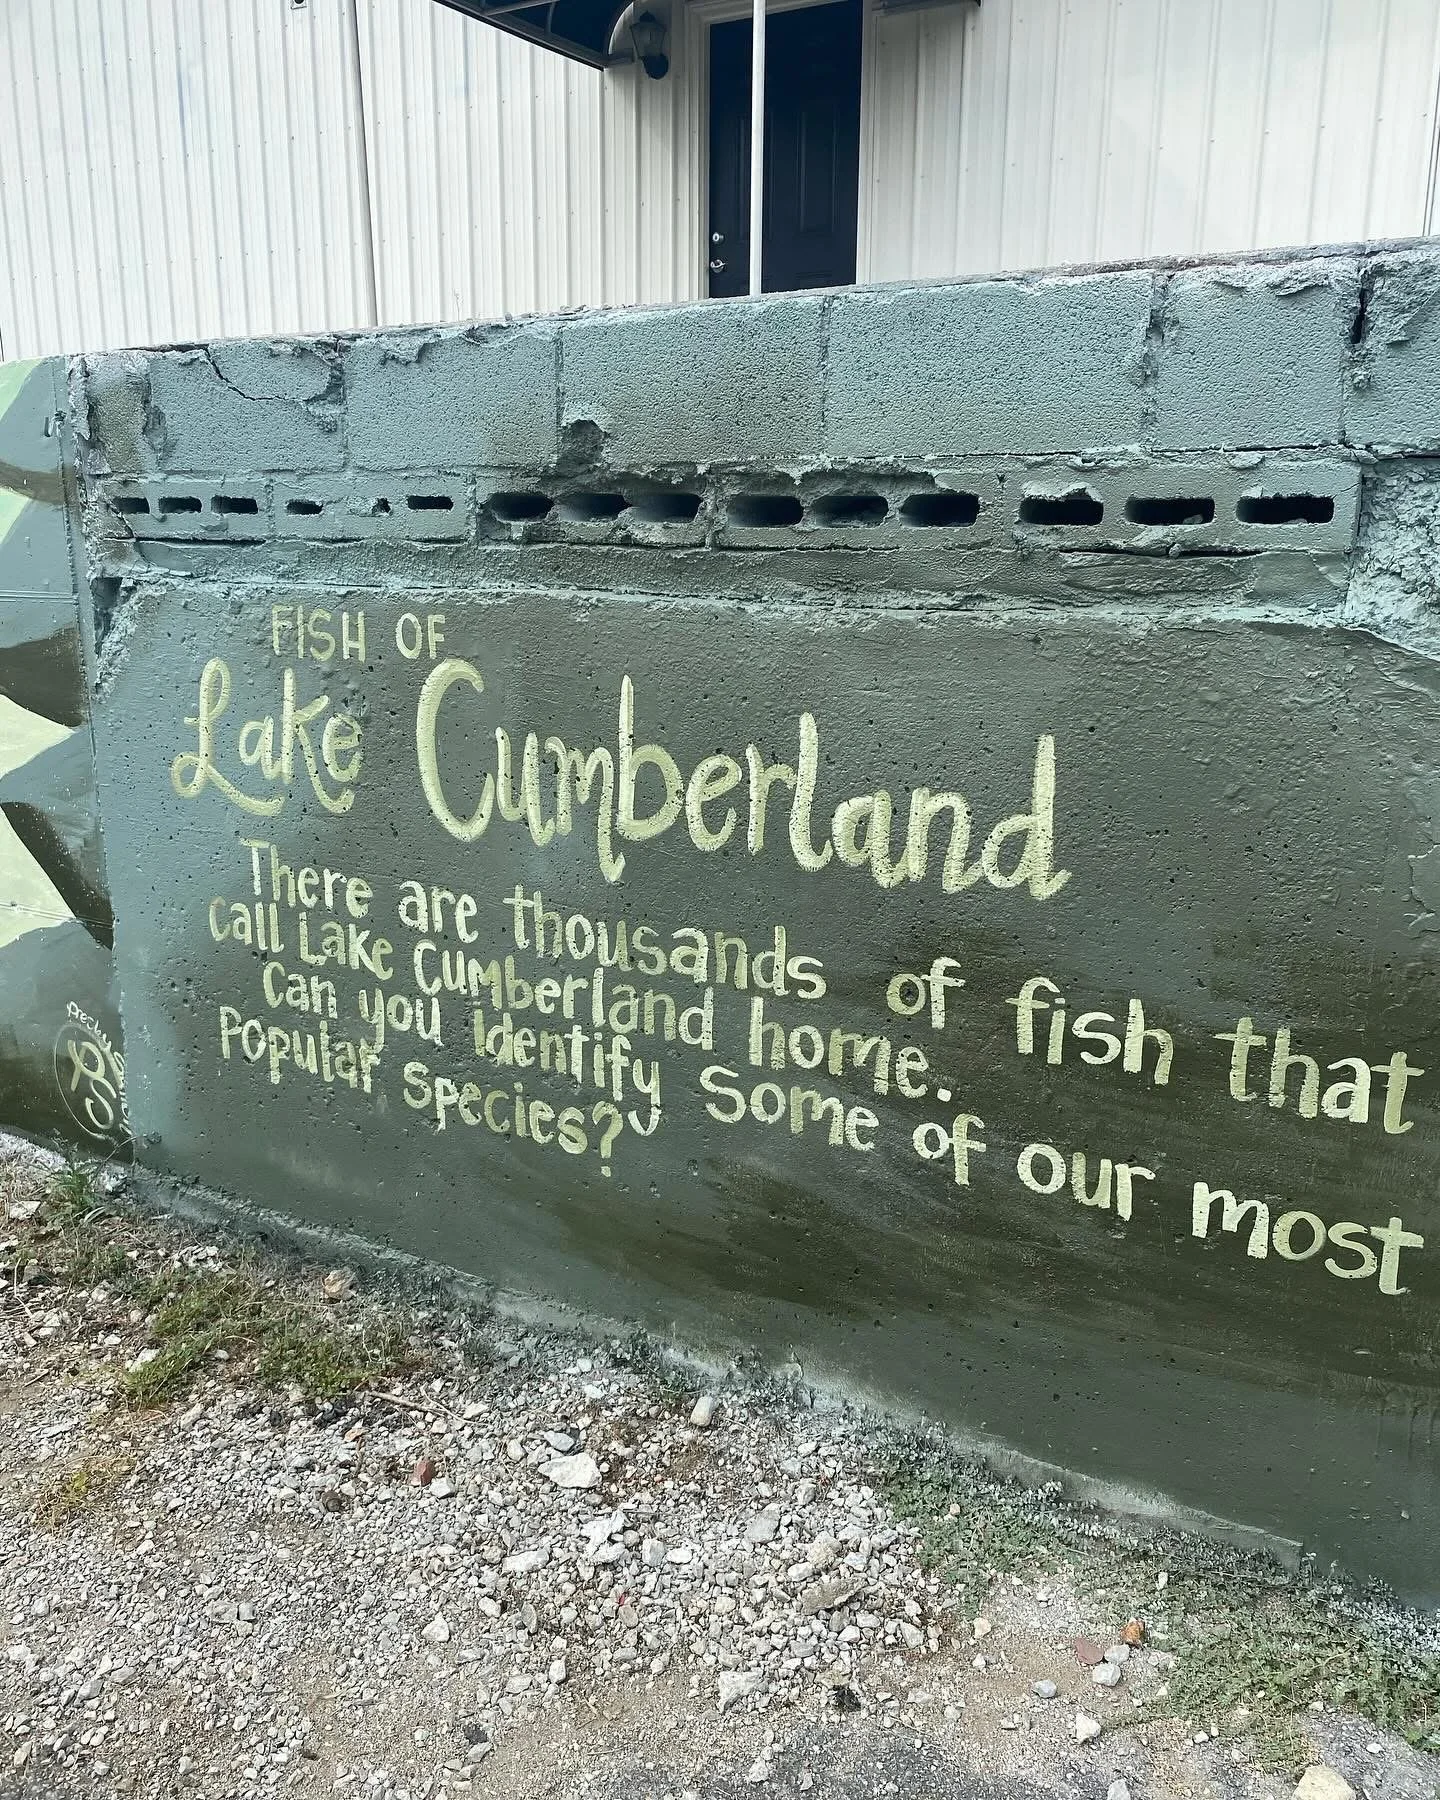 FISH OF
Lake Cumberland
There are thousands of fish that
call Lake Cumberland home.
Can you identify some of our most
popular species?
PS